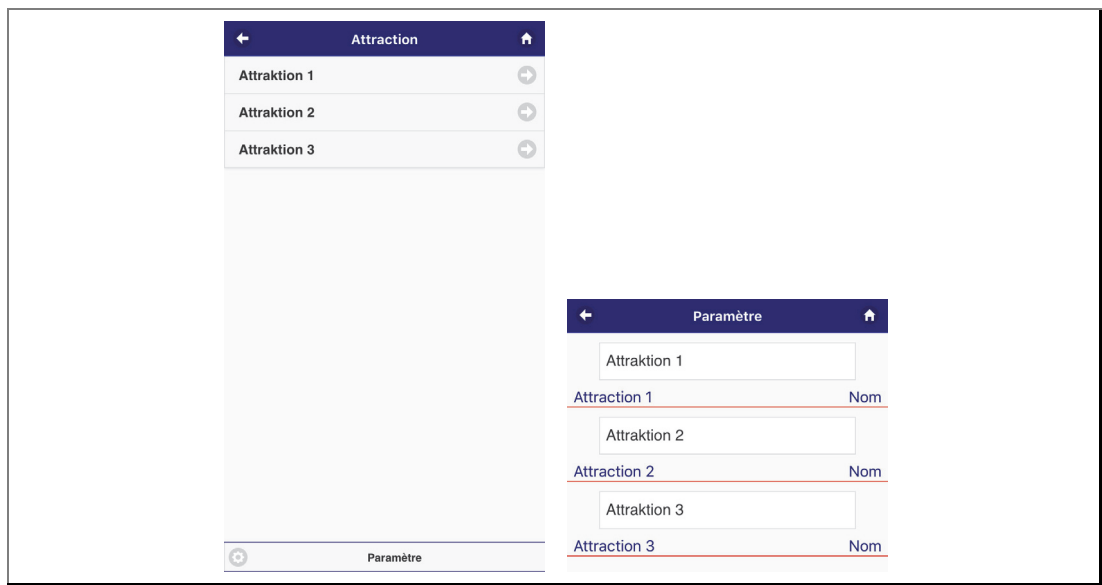 Attraction
Attraktion 1
Attraktion 2
Attraktion 3
Paramètre
Paramètre
Attraktion 1
Attraction 1 Nom
Attraktion 2
Attraction 2 Nom
Attraktion 3
Attraction 3 Nom